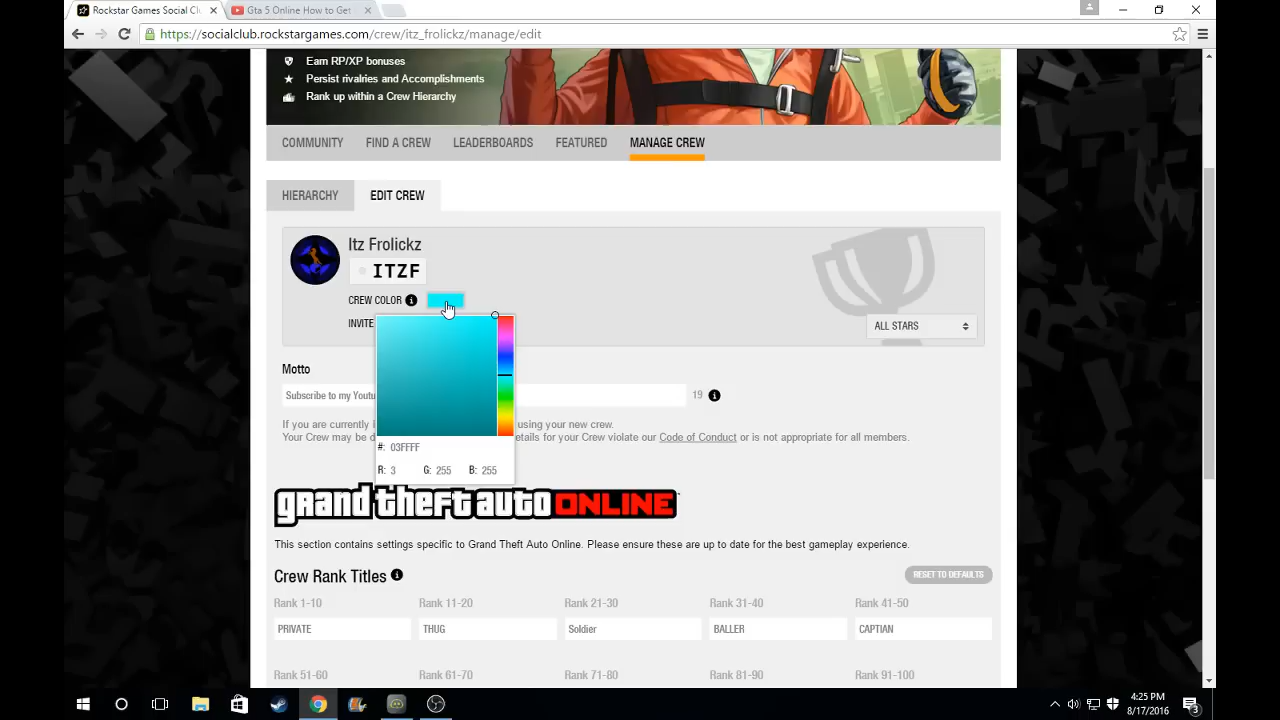 Rockstar Games Social Clu
Gta 5 Online How to Get
https://socialclub.rockstargames.com/crew/itz_frolickz/manage/edit
Earn RP/XP bonuses
Persist rivalries and Accomplishments
Rank up within a Crew Hierarchy
COMMUNITY FIND A CREW LEADERBOARDS FEATURED MANAGE CREW
HIERARCHY EDIT CREW
Itz Frolickz
ITZF
CREW COLOR
INVITE
ALL STARS
Motto
Subscribe to my Youtu
19
If you are currently using your new crew.
Your Crew may be d etails for your Crew violate our Code of Conduct or is not appropriate for all members.
#: 03FFFF
R: 3 G: 255 B: 255
grand theft auto ONLINE
This section contains settings specific to Grand Theft Auto Online. Please ensure these are up to date for the best gameplay experience.
Crew Rank Titles
RESET TO DEFAULTS
Rank 1-10 Rank 11-20 Rank 21-30 Rank 31-40 Rank 41-50
PRIVATE THUG Soldier BALLER CAPTIAN
Rank 51-60 Rank 61-70 Rank 71-80 Rank 81-90 Rank 91-100
4:25 PM
8/17/2016
3